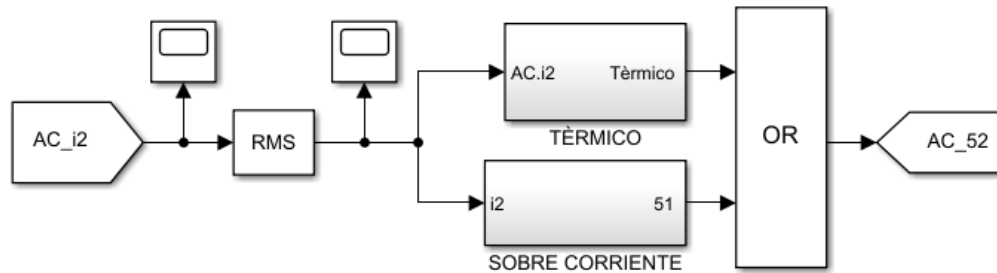 AC_i2
RMS
AC.i2 Tèrmico
TÈRMICO
i2 51
SOBRE CORRIENTE
OR
AC_52